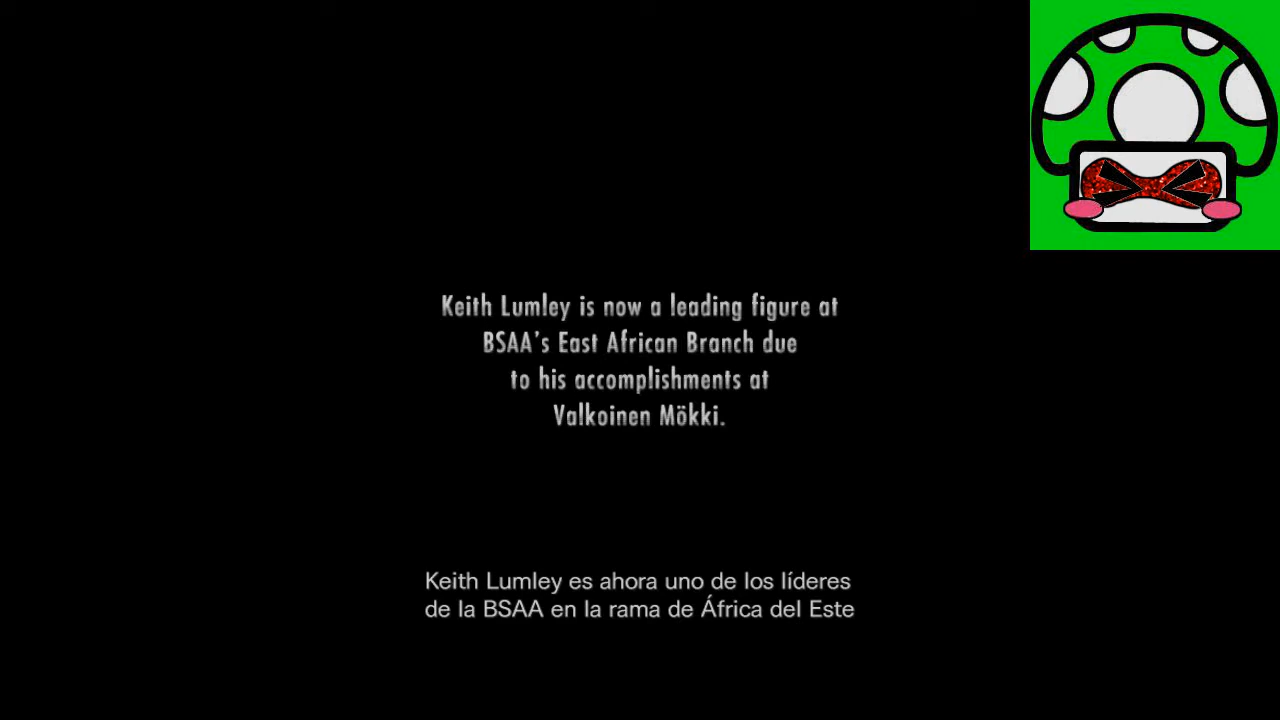 Keith Lumley is now a leading figure at
BSAA's East African Branch due
to his accomplishments at
Valkoinen Mökki.
Keith Lumley es ahora uno de los líderes
de la BSAA en la rama de África del Este